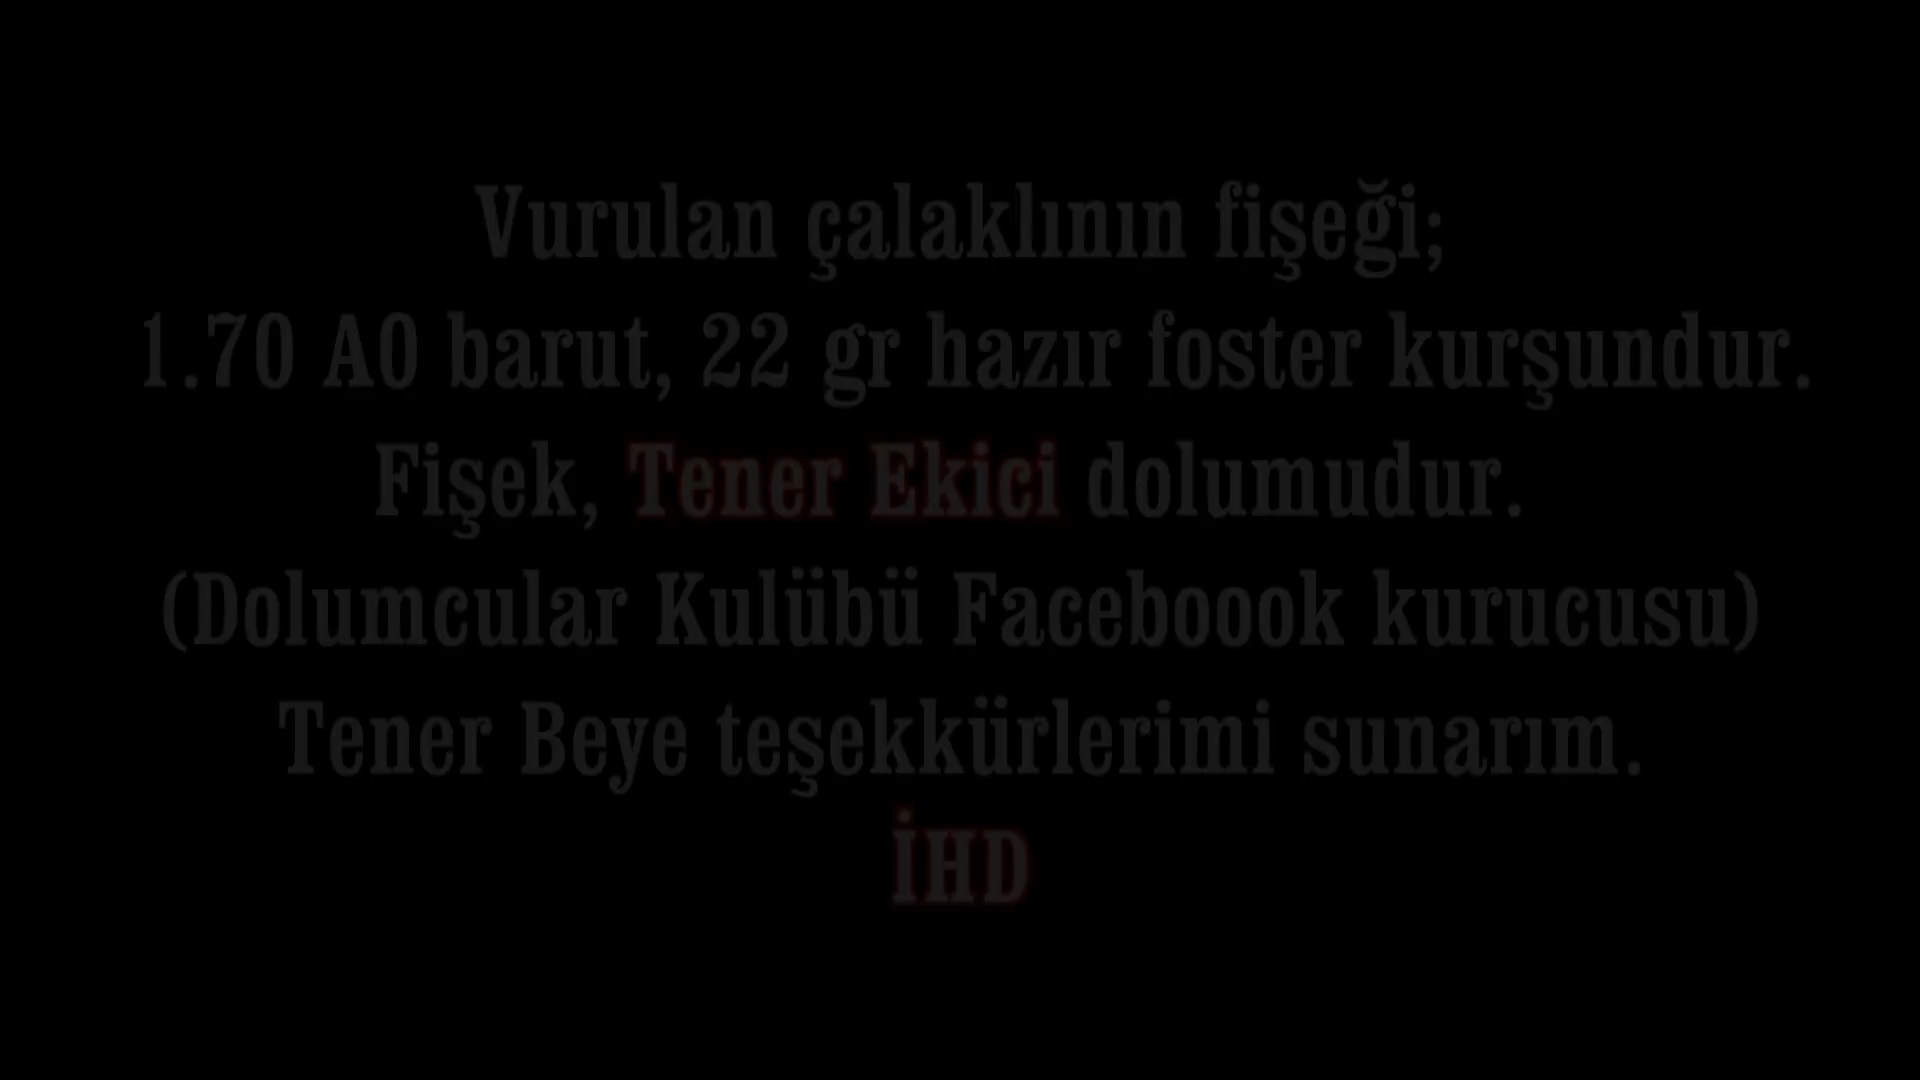 Vurulan çalaklının fişeği;
1.70 A0 barut, 22 gr hazır foster kurşundur.
Fişek, Tener Ekici dolumudur.
(Dolumcular Kulübü Faceboook kurucusu)
Tener Beye teşekkürlerimi sunarım.
İHD